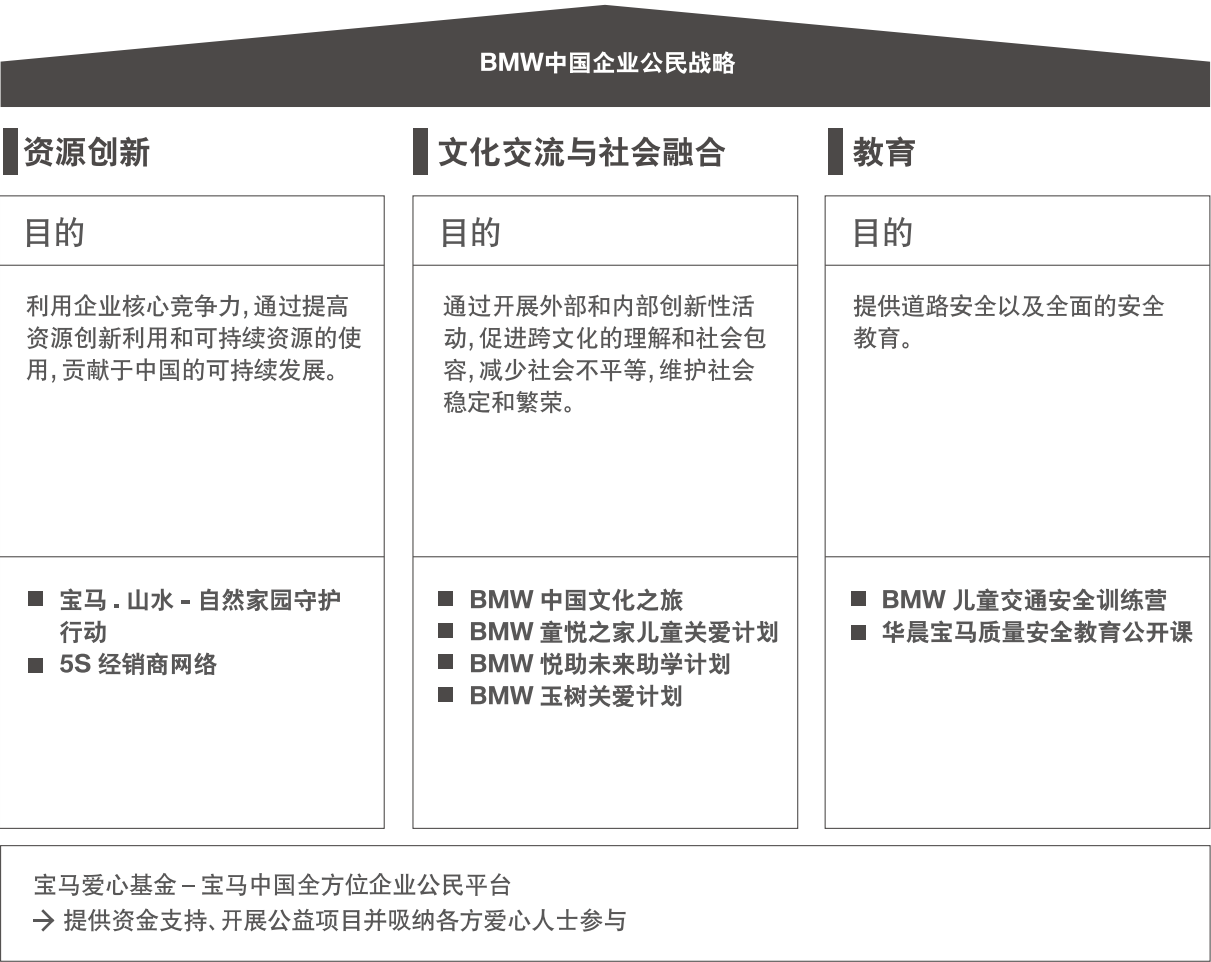 BMW中国企业公民战略
资源创新
目的
利用企业核心竞争力, 通过提高
资源创新利用和可持续资源的使
用, 贡献于中国的可持续发展。
■ 宝马 . 山水 - 自然家园守护
行动
■ 5S 经销商网络
文化交流与社会融合
目的
通过开展外部和内部创新性活
动, 促进跨文化的理解和社会包
容, 减少社会不平等, 维护社会
稳定和繁荣。
■ BMW 中国文化之旅
■ BMW 童悦之家儿童关爱计划
■ BMW 悦助未来助学计划
■ BMW 玉树关爱计划
教育
目的
提供道路安全以及全面的安全
教育。
■ BMW 儿童交通安全训练营
■ 华晨宝马质量安全教育公开课
宝马爱心基金 – 宝马中国全方位企业公民平台
→ 提供资金支持、开展公益项目并吸纳各方爱心人士参与